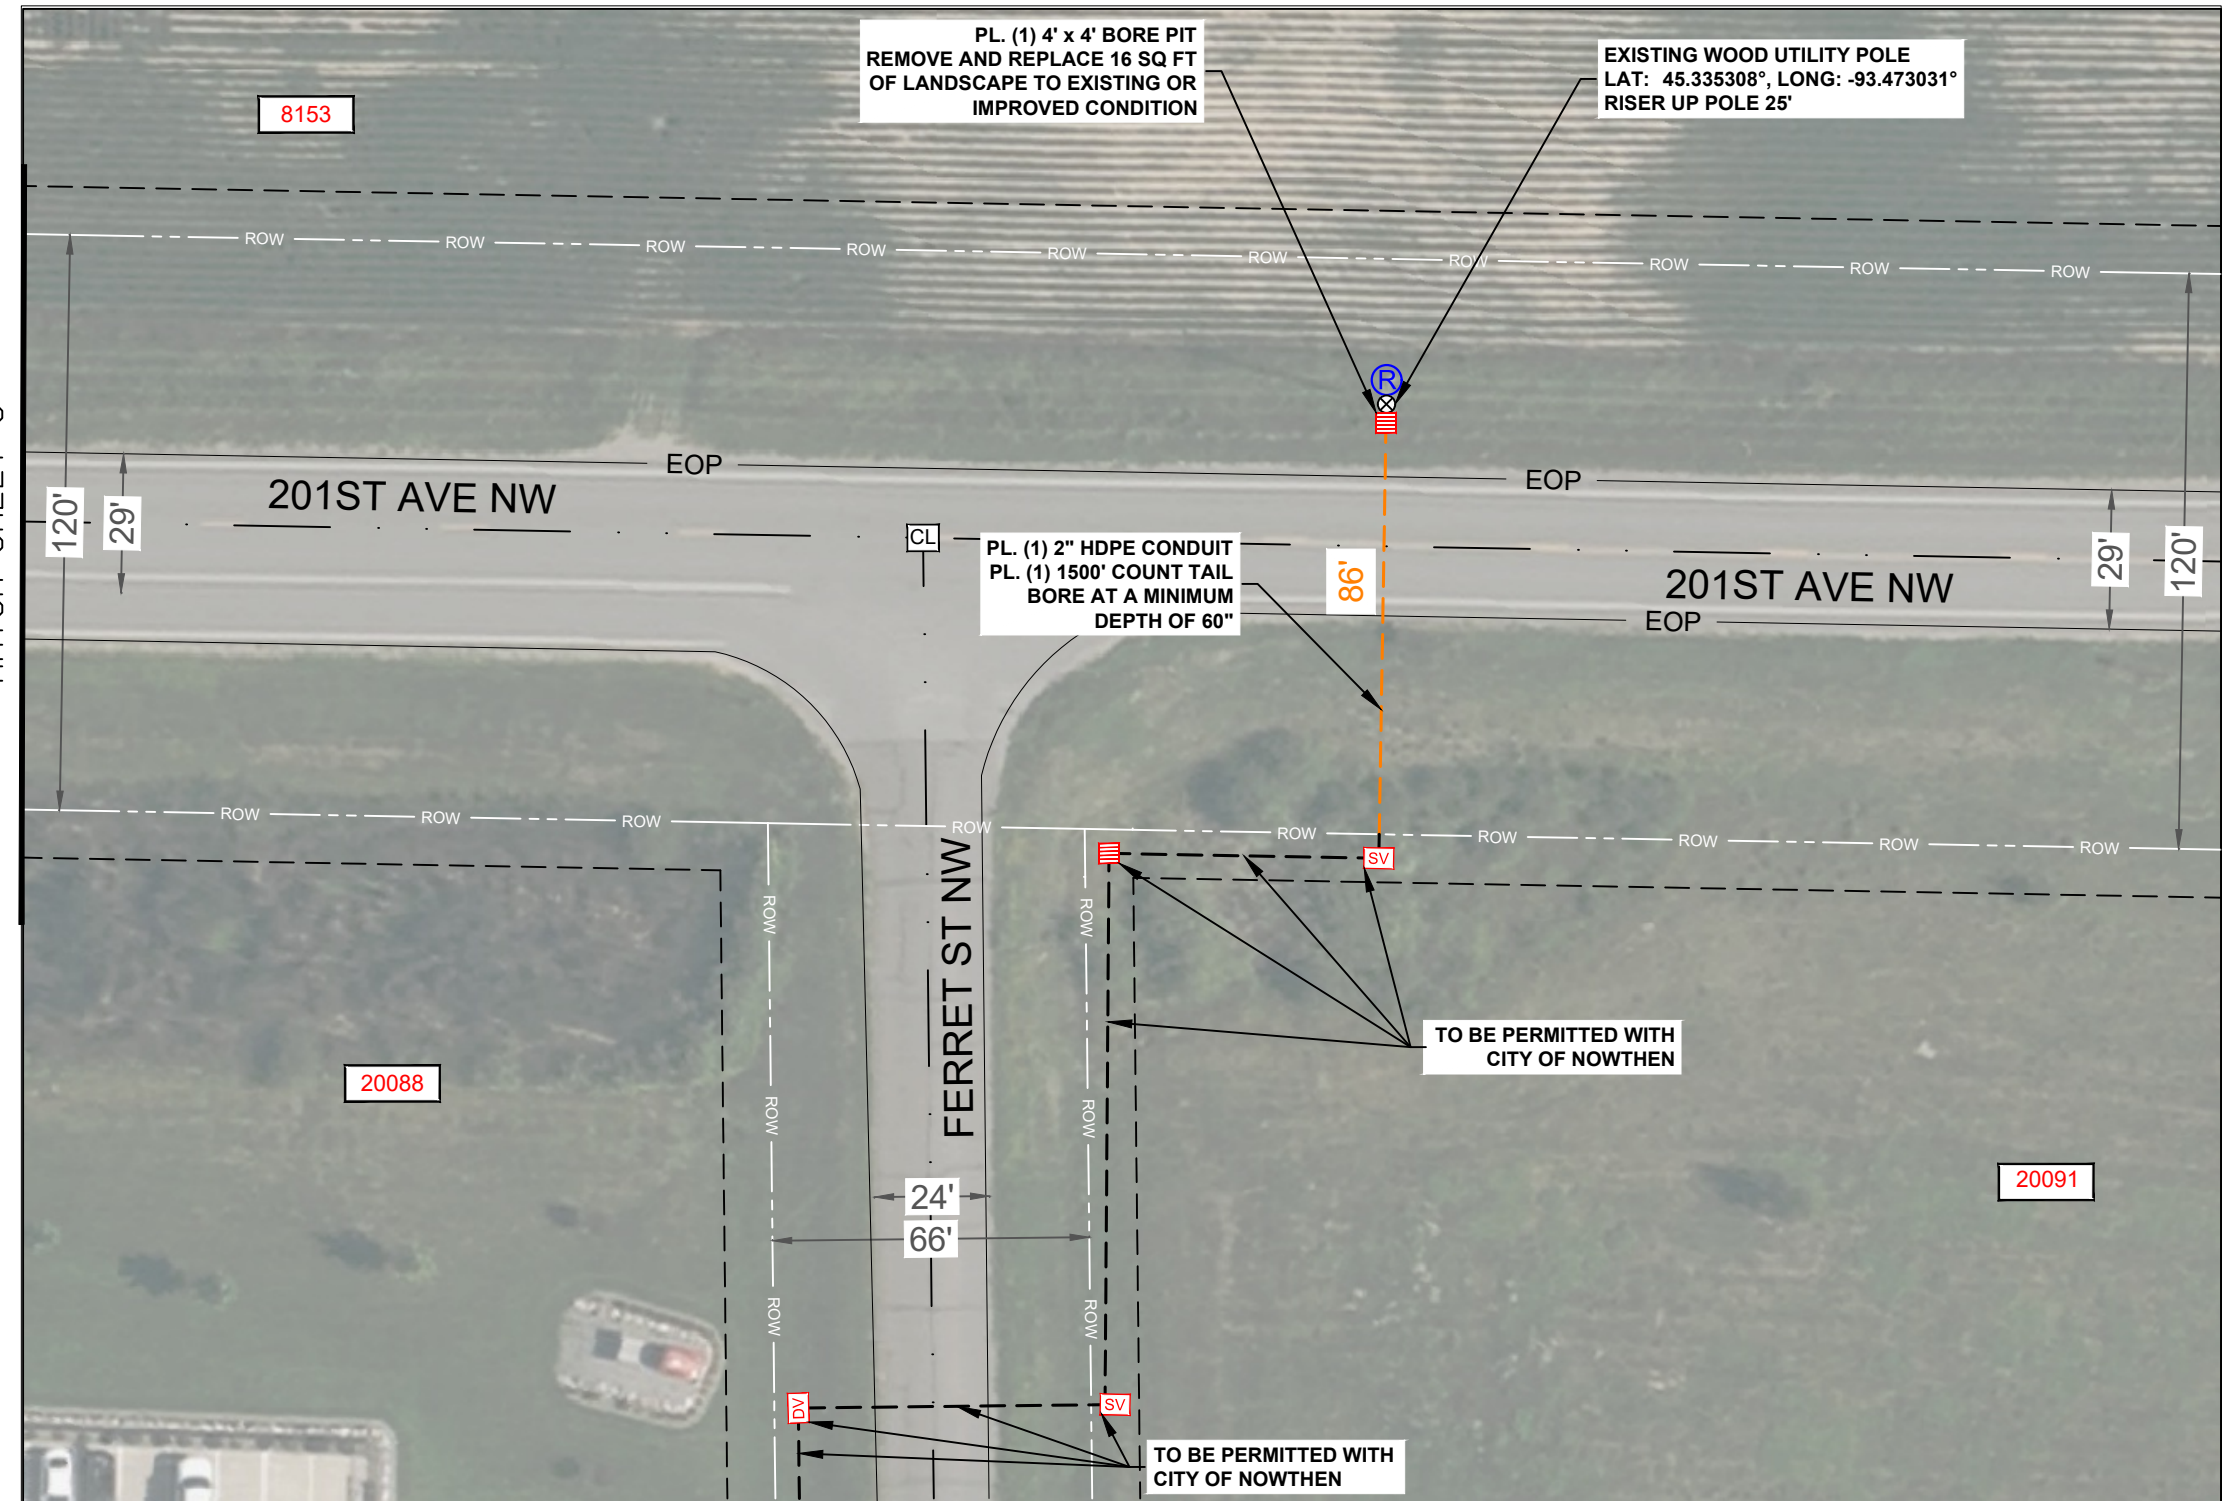 PL. (1) 4' x 4' BORE PIT
REMOVE AND REPLACE 16 SQ FT
OF LANDSCAPE TO EXISTING OR
IMPROVED CONDITION
EXISTING WOOD UTILITY POLE
LAT: 45.335308°, LONG: -93.473031°
RISER UP POLE 25'
8153
ROW ROW ROW ROW ROW ROW ROW ROW ROW ROW
R
EOP
EOP
201ST AVE NW
120'
29'
CL
PL. (1) 2" HDPE CONDUIT
PL. (1) 1500' COUNT TAIL
BORE AT A MINIMUM
DEPTH OF 60"
86'
201ST AVE NW
29'
120'
EOP
ROW ROW ROW ROW ROW ROW ROW ROW ROW
SV
FERRET ST NW
ROW
ROW
ROW
ROW
ROW
ROW
TO BE PERMITTED WITH
CITY OF NOWTHEN
20088
20091
24'
66'
DV
SV
TO BE PERMITTED WITH
CITY OF NOWTHEN